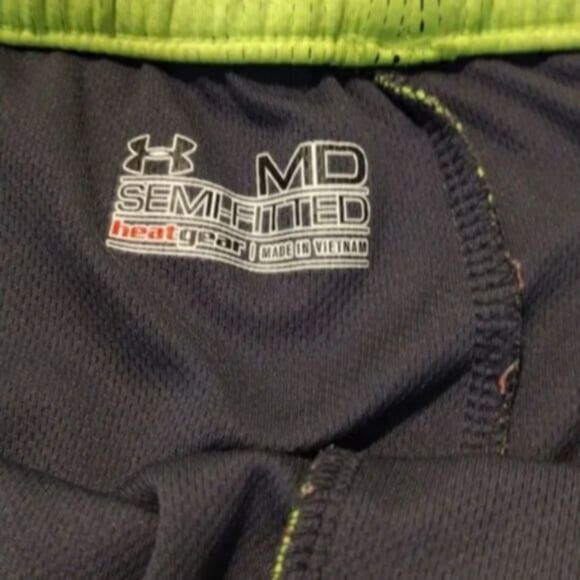 MD
SEMI-FITTED
heatgear | MADE IN VIETNAM